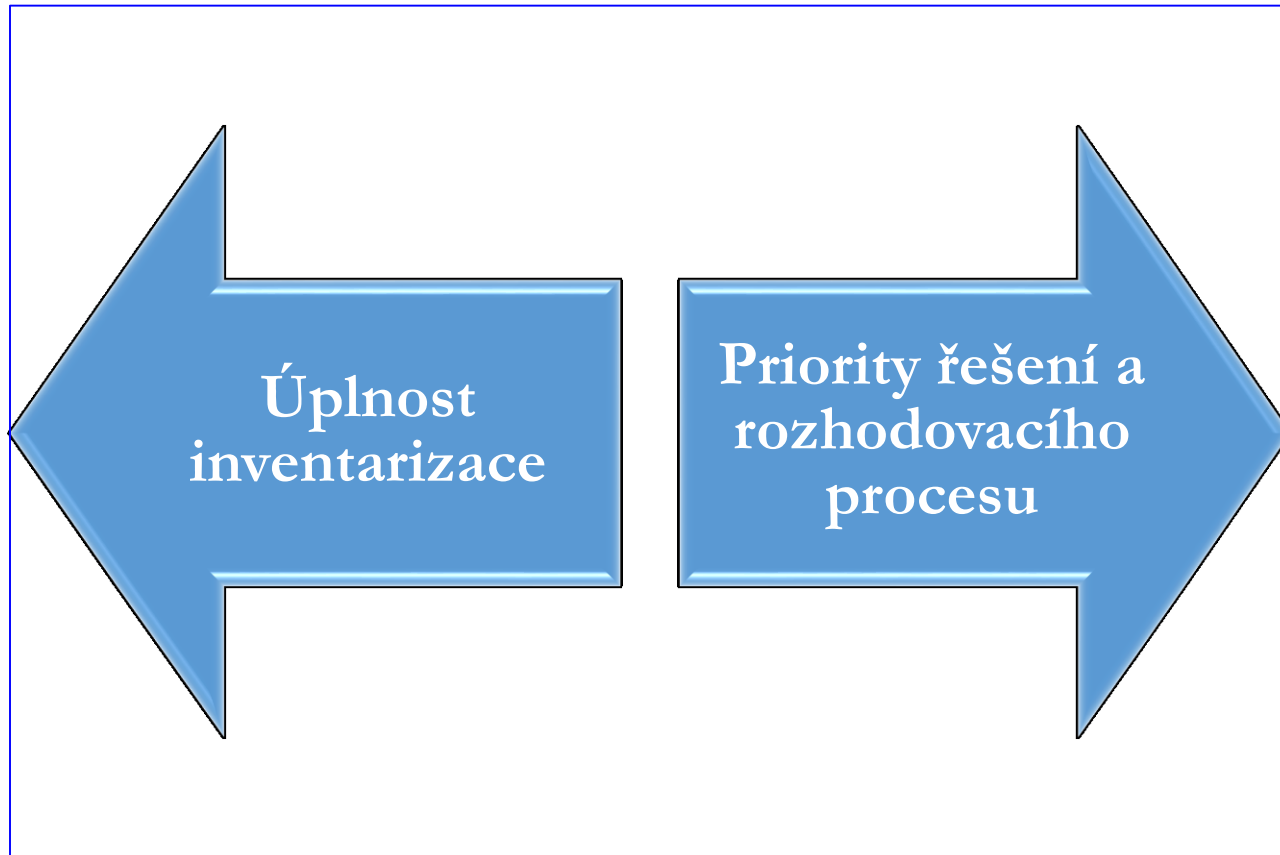 Úplnost
inventarizace
Priority řešení a
rozhodovacího
procesu